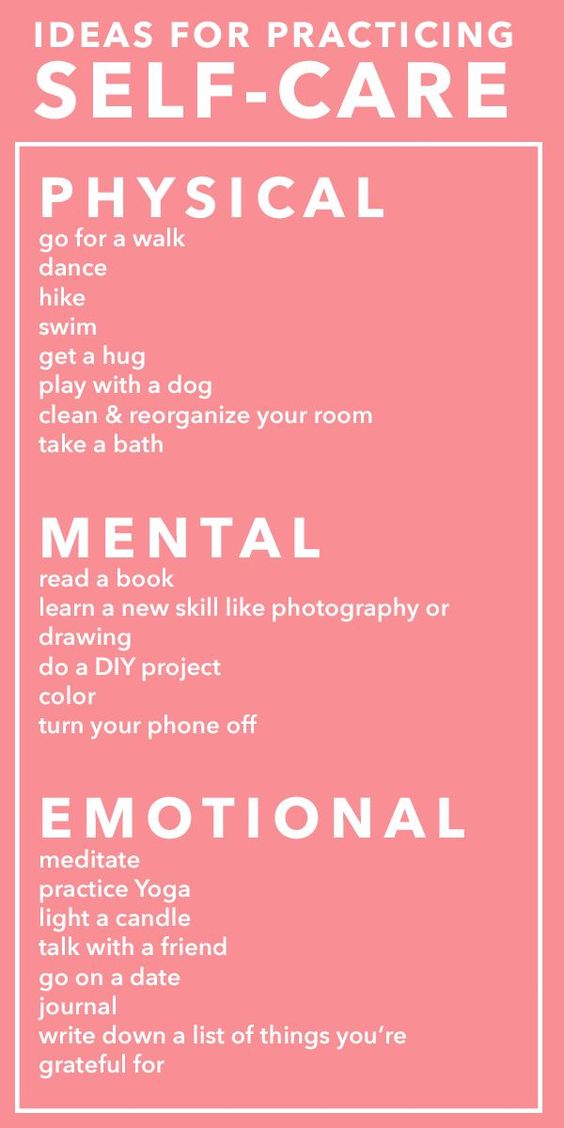 IDEAS FOR PRACTICING
SELF-CARE
PHYSICAL
go for a walk
dance
hike
swim
get a hug
play with a dog
clean & reorganize your room
take a bath
MENTAL
read a book
learn a new skill like photography or
drawing
do a DIY project
color
turn your phone off
EMOTIONAL
meditate
practice Yoga
light a candle
talk with a friend
go on a date
journal
write down a list of things you’re
grateful for